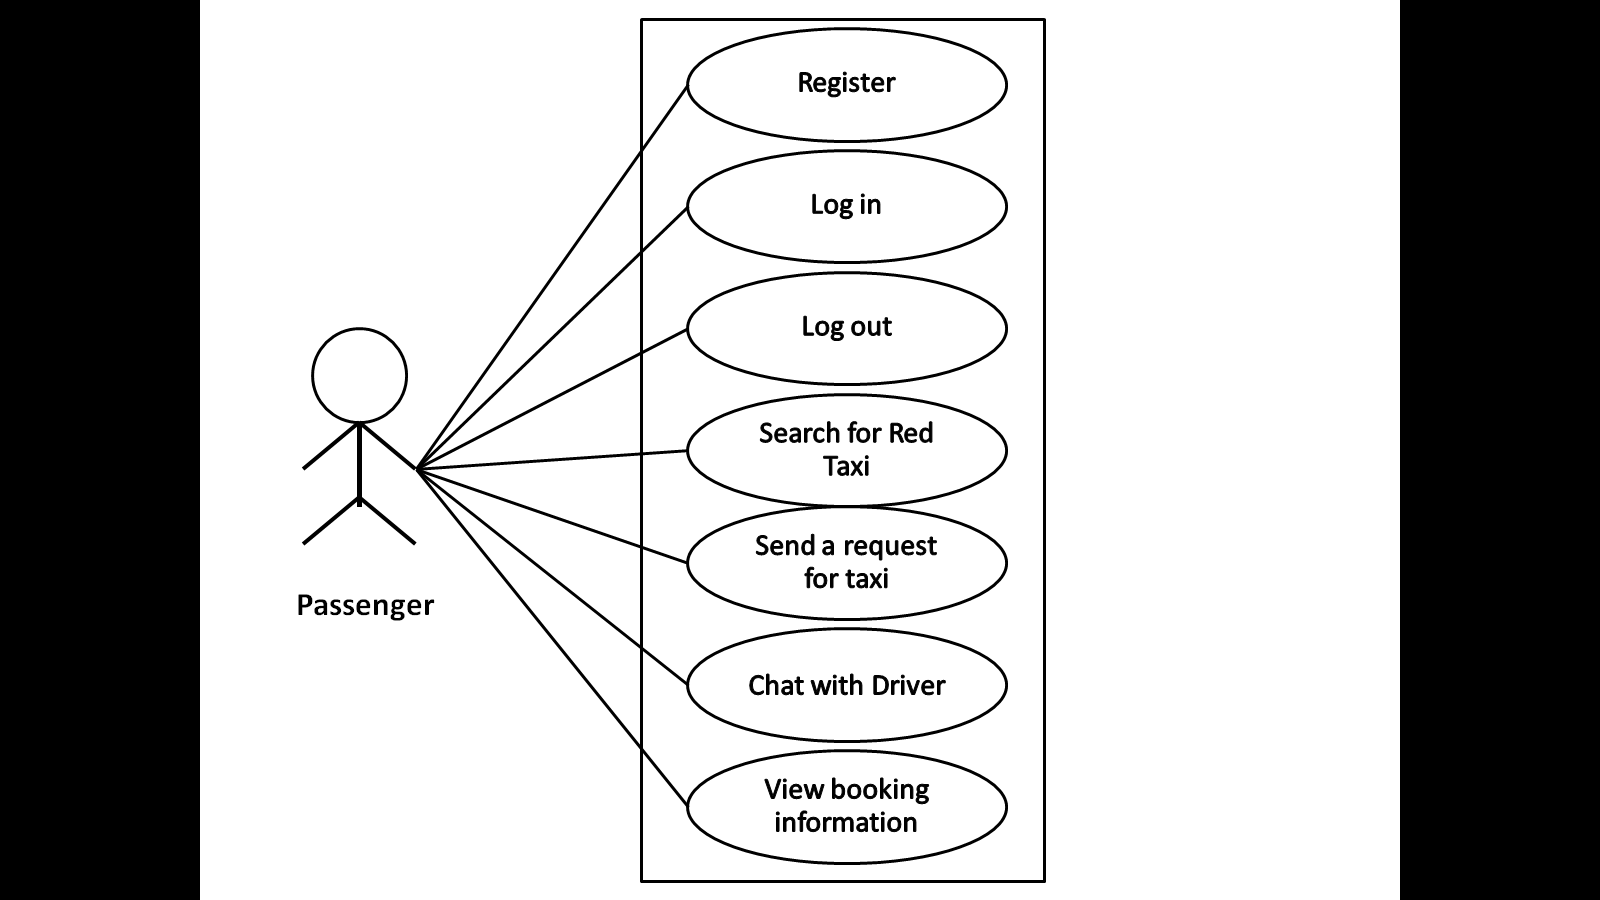 Register
Log in
Log out
Search for Red
Taxi
Send a request
for taxi
Passenger
Chat with Driver
View booking
information